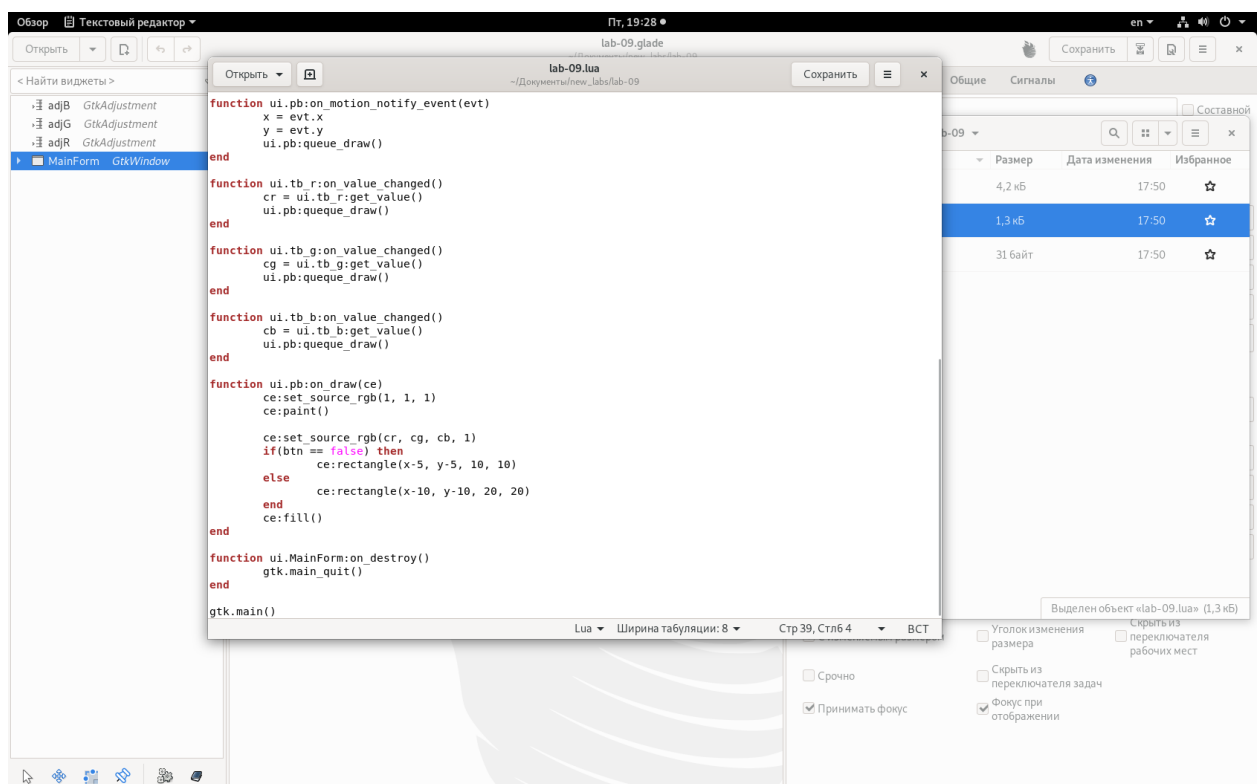 Обзор Текстовый редактор Пт, 19:28 en
Открыть lab-09.glade Сохранить
<Найти виджеты> Общие Сигналы
adjB GtkAdjustment
adjG GtkAdjustment
adjR GtkAdjustment
MainForm GtkWindow
Составной
Открыть lab-09.lua Сохранить
~/Документы/new_labs/lab-09
function ui.pb:on_motion_notify_event(evt)
x = evt.x
y = evt.y
ui.pb:queue_draw()
end
function ui.tb_r:on_value_changed()
cr = ui.tb_r:get_value()
ui.pb:queque_draw()
end
function ui.tb_g:on_value_changed()
cg = ui.tb_g:get_value()
ui.pb:queque_draw()
end
function ui.tb_b:on_value_changed()
cb = ui.tb_b:get_value()
ui.pb:queque_draw()
end
function ui.pb:on_draw(ce)
ce:set_source_rgb(1, 1, 1)
ce:paint()
ce:set_source_rgb(cr, cg, cb, 1)
if(btn == false) then
ce:rectangle(x-5, y-5, 10, 10)
else
ce:rectangle(x-10, y-10, 20, 20)
end
ce:fill()
end
function ui.MainForm:on_destroy()
gtk.main_quit()
end
gtk.main()
Lua Ширина табуляции: 8 Стр 39, Стлб 4 ВСТ
b-09
Размер Дата изменения Избранное
4,2 кБ 17:50
1,3 кБ 17:50
31 байт 17:50
Выделен объект «lab-09.lua» (1,3 кБ)
Уголок изменения
размера
Скрыть из
переключателя
рабочих мест
Срочно
Скрыть из
переключателя задач
Принимать фокус
Фокус при
отображении